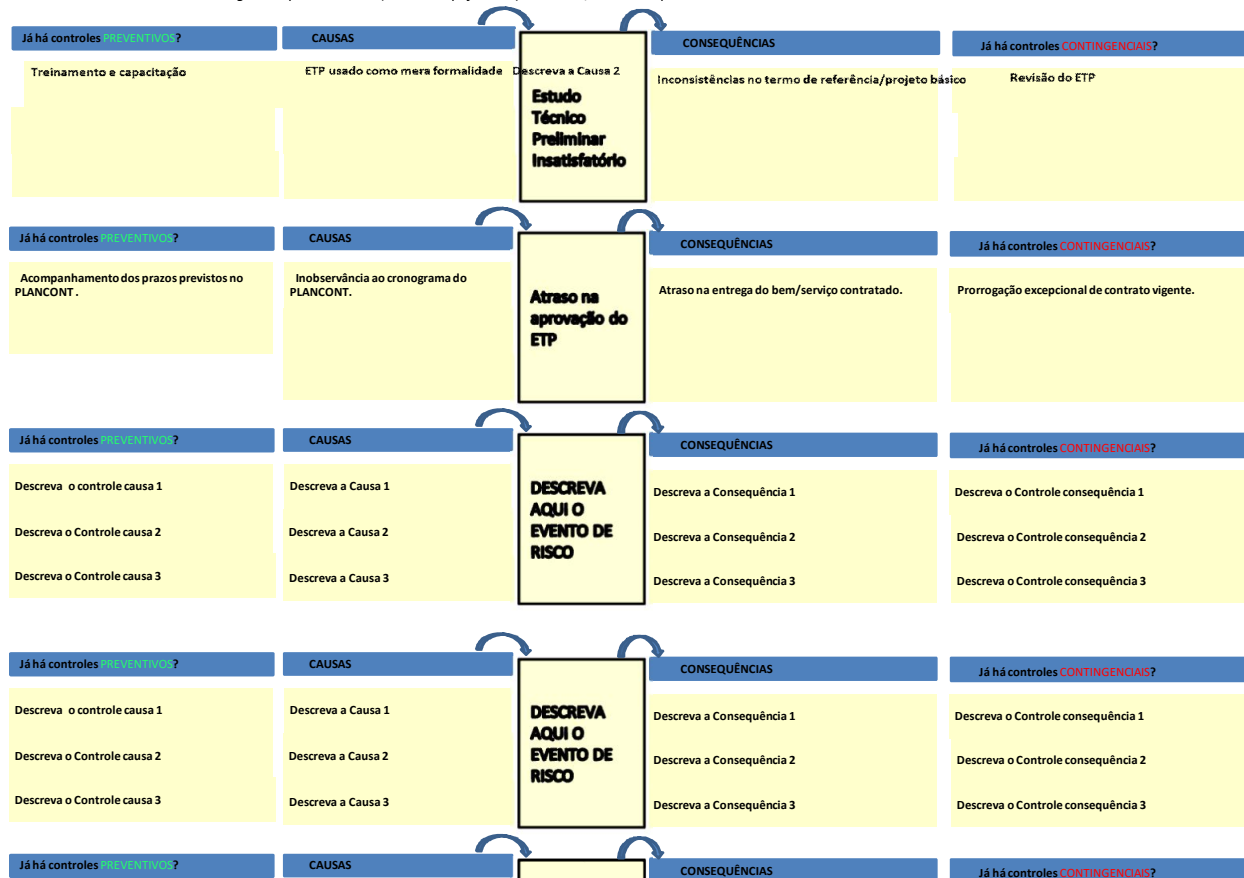 Já há controles PREVENTIVOS?
CAUSAS
CONSEQUÊNCIAS
Já há controles CONTINGENCIAIS?
Treinamento e capacitação
ETP usado como mera formalidade
Descreva a Causa 2
Estudo
Técnico
Preliminar
Insatisfatório
Inconsistências no termo de referência/projeto básico
Revisão do ETP
Já há controles PREVENTIVOS?
CAUSAS
CONSEQUÊNCIAS
Já há controles CONTINGENCIAIS?
Acompanhamento dos prazos previstos no
PLANCONT .
Inobservância ao cronograma do
PLANCONT.
Atraso na
aprovação do
ETP
Atraso na entrega do bem/serviço contratado.
Prorrogação excepcional de contrato vigente.
Já há controles PREVENTIVOS?
CAUSAS
CONSEQUÊNCIAS
Já há controles CONTINGENCIAIS?
Descreva o controle causa 1
Descreva o Controle causa 2
Descreva o Controle causa 3
Descreva a Causa 1
Descreva a Causa 2
Descreva a Causa 3
DESCREVA
AQUI O
EVENTO DE
RISCO
Descreva a Consequência 1
Descreva a Consequência 2
Descreva a Consequência 3
Descreva o Controle consequência 1
Descreva o Controle consequência 2
Descreva o Controle consequência 3
Já há controles PREVENTIVOS?
CAUSAS
CONSEQUÊNCIAS
Já há controles CONTINGENCIAIS?
Descreva o controle causa 1
Descreva o Controle causa 2
Descreva o Controle causa 3
Descreva a Causa 1
Descreva a Causa 2
Descreva a Causa 3
DESCREVA
AQUI O
EVENTO DE
RISCO
Descreva a Consequência 1
Descreva a Consequência 2
Descreva a Consequência 3
Descreva o Controle consequência 1
Descreva o Controle consequência 2
Descreva o Controle consequência 3
Já há controles PREVENTIVOS?
CAUSAS
CONSEQUÊNCIAS
Já há controles CONTINGENCIAIS?